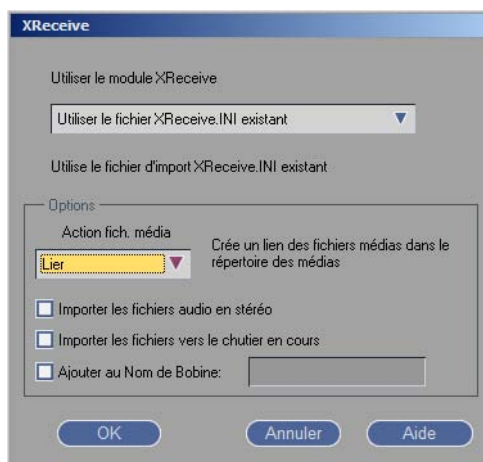 XReceive
Utiliser le module XReceive
Utiliser le fichier XReceive.INI existant
Utilise le fichier d'import XReceive.INI existant
Options
Action fich. média
Lier
Crée un lien des fichiers médias dans le
répertoire des médias
Importer les fichiers audio en stéréo
Importer les fichiers vers le chutier en cours
Ajouter au Nom de Bobine:
OK
Annuler
Aide